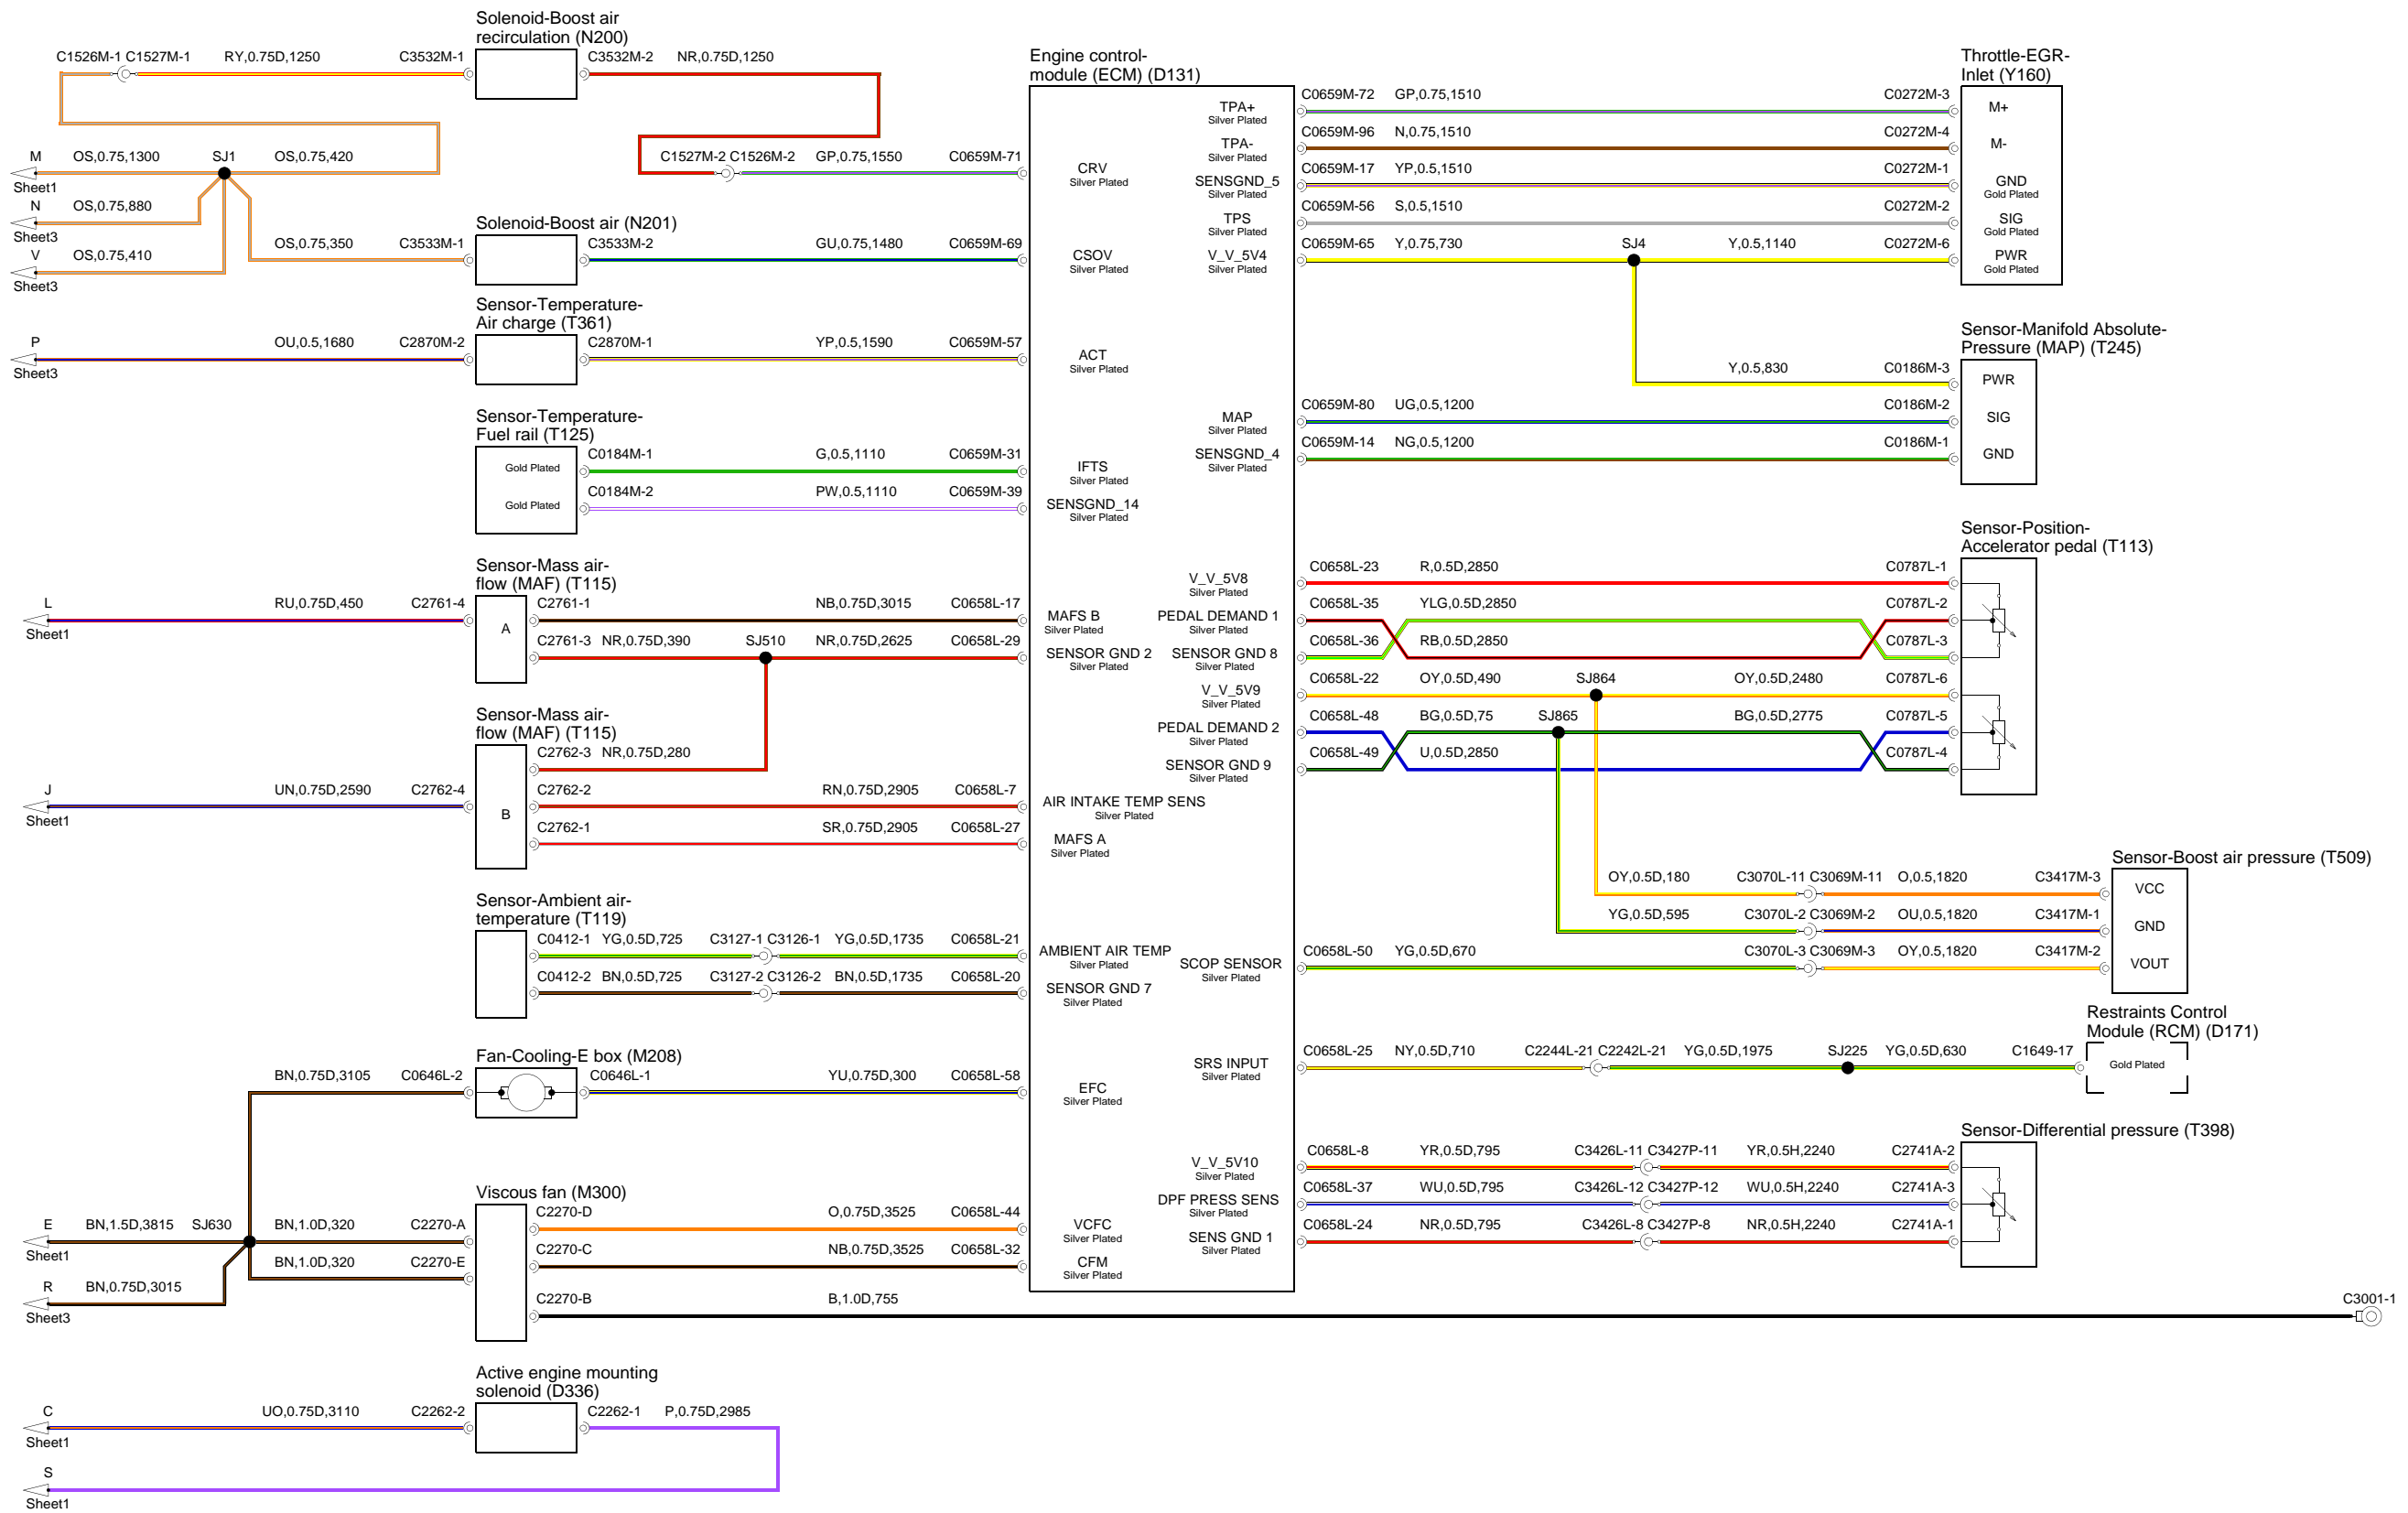 Solenoid-Boost air
recirculation (N200)
C1526M-1 C1527M-1 RY,0.75D,1250 C3532M-1
C3532M-2 NR,0.75D,1250
M OS,0.75,1300 SJ1 OS,0.75,420
Sheet1
C1527M-2 C1526M-2 GP,0.75,1550 C0659M-71
N OS,0.75,880
Sheet3
V OS,0.75,410
Sheet3
OS,0.75,350 C3533M-1
Solenoid-Boost air (N201)
C3533M-2 GU,0.75,1480 C0659M-69
Sensor-Temperature-
Air charge (T361)
P OU,0.5,1680 C2870M-2
Sheet3
C2870M-1 YP,0.5,1590 C0659M-57
Sensor-Temperature-
Fuel rail (T125)
Gold Plated
C0184M-1 G,0.5,1110 C0659M-31
Gold Plated
C0184M-2 PW,0.5,1110 C0659M-39
Sensor-Mass air-
flow (MAF) (T115)
L RU,0.75D,450 C2761-4
Sheet1
A
C2761-1 NB,0.75D,3015 C0658L-17
C2761-3 NR,0.75D,390 SJ510 NR,0.75D,2625 C0658L-29
Sensor-Mass air-
flow (MAF) (T115)
C2762-3 NR,0.75D,280
J UN,0.75D,2590 C2762-4
Sheet1
B
C2762-2 RN,0.75D,2905 C0658L-7
C2762-1 SR,0.75D,2905 C0658L-27
Sensor-Ambient air-
temperature (T119)
C0412-1 YG,0.5D,725 C3127-1 C3126-1 YG,0.5D,1735 C0658L-21
C0412-2 BN,0.5D,725 C3127-2 C3126-2 BN,0.5D,1735 C0658L-20
Fan-Cooling-E box (M208)
BN,0.75D,3105 C0646L-2
C0646L-1 YU,0.75D,300 C0658L-58
Viscous fan (M300)
C2270-D O,0.75D,3525 C0658L-44
E BN,1.5D,3815 SJ630 BN,1.0D,320 C2270-A
Sheet1
C2270-C NB,0.75D,3525 C0658L-32
BN,1.0D,320 C2270-E
R BN,0.75D,3015
Sheet3
C2270-B B,1.0D,755
C3001-1
Active engine mounting
solenoid (D336)
C UO,0.75D,3110 C2262-2
Sheet1
C2262-1 P,0.75D,2985
S
Sheet1
Engine control-
module (ECM) (D131)
CRV
Silver Plated
CSOV
Silver Plated
ACT
Silver Plated
IFTS
Silver Plated
SENSGND_14
Silver Plated
MAFS B
Silver Plated
SENSOR GND 2
Silver Plated
AIR INTAKE TEMP SENS
Silver Plated
MAFS A
Silver Plated
AMBIENT AIR TEMP
Silver Plated
SENSOR GND 7
Silver Plated
EFC
Silver Plated
VCFC
Silver Plated
CFM
Silver Plated
TPA+
Silver Plated
TPA-
Silver Plated
SENSGND_5
Silver Plated
TPS
Silver Plated
V_V_5V4
Silver Plated
MAP
Silver Plated
SENSGND_4
Silver Plated
V_V_5V8
Silver Plated
PEDAL DEMAND 1
Silver Plated
SENSOR GND 8
Silver Plated
V_V_5V9
Silver Plated
PEDAL DEMAND 2
Silver Plated
SENSOR GND 9
Silver Plated
SCOP SENSOR
Silver Plated
SRS INPUT
Silver Plated
V_V_5V10
Silver Plated
DPF PRESS SENS
Silver Plated
SENS GND 1
Silver Plated
Throttle-EGR-
Inlet (Y160)
C0659M-72 GP,0.75,1510 C0272M-3
M+
C0659M-96 N,0.75,1510 C0272M-4
M-
C0659M-17 YP,0.5,1510 C0272M-1
GND
Gold Plated
C0659M-56 S,0.5,1510 C0272M-2
SIG
Gold Plated
C0659M-65 Y,0.75,730 SJ4 Y,0.5,1140 C0272M-6
PWR
Gold Plated
Sensor-Manifold Absolute-
Pressure (MAP) (T245)
Y,0.5,830 C0186M-3
PWR
C0659M-80 UG,0.5,1200 C0186M-2
SIG
C0659M-14 NG,0.5,1200 C0186M-1
GND
Sensor-Position-
Accelerator pedal (T113)
C0658L-23 R,0.5D,2850 C0787L-1
C0658L-35 YLG,0.5D,2850 C0787L-2
C0658L-36 RB,0.5D,2850 C0787L-3
C0658L-22 OY,0.5D,490 SJ864 OY,0.5D,2480 C0787L-6
C0658L-48 BG,0.5D,75 SJ865 BG,0.5D,2775 C0787L-5
C0658L-49 U,0.5D,2850 C0787L-4
Sensor-Boost air pressure (T509)
OY,0.5D,180 C3070L-11 C3069M-11 O,0.5,1820 C3417M-3
VCC
YG,0.5D,595 C3070L-2 C3069M-2 OU,0.5,1820 C3417M-1
GND
C0658L-50 YG,0.5D,670 C3070L-3 C3069M-3 OY,0.5,1820 C3417M-2
VOUT
Restraints Control
Module (RCM) (D171)
C0658L-25 NY,0.5D,710 C2244L-21 C2242L-21 YG,0.5D,1975 SJ225 YG,0.5D,630 C1649-17
Gold Plated
Sensor-Differential pressure (T398)
C0658L-8 YR,0.5D,795 C3426L-11 C3427P-11 YR,0.5H,2240 C2741A-2
C0658L-37 WU,0.5D,795 C3426L-12 C3427P-12 WU,0.5H,2240 C2741A-3
C0658L-24 NR,0.5D,795 C3426L-8 C3427P-8 NR,0.5H,2240 C2741A-1